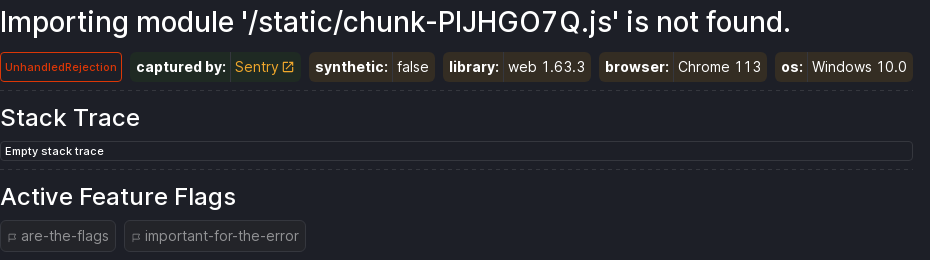 Importing module '/static/chunk-PIJHGO7Q.js' is not found.
UnhandledRejection captured by: Sentry synthetic: false library: web 1.63.3 browser: Chrome 113 os: Windows 10.0
Stack Trace
Empty stack trace
Active Feature Flags
are-the-flags important-for-the-error